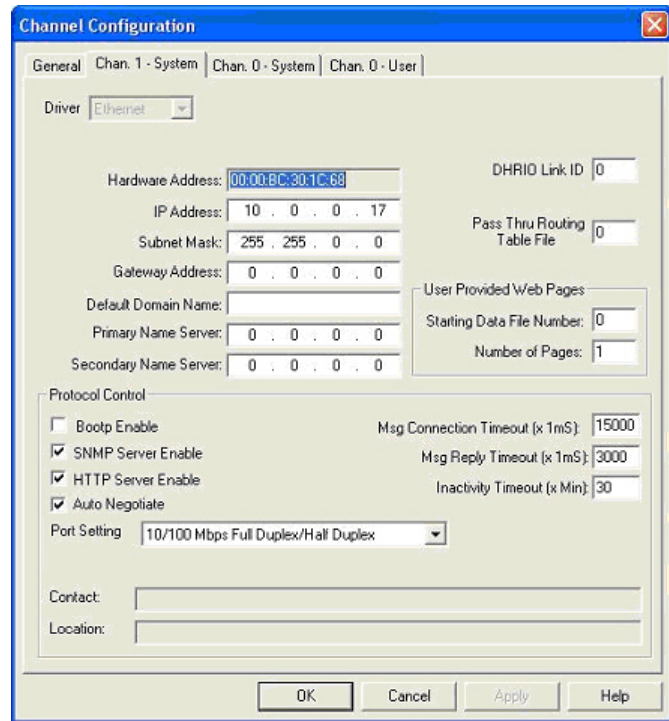 Channel Configuration
General
Chan. 1 - System
Chan. 0 - System
Chan. 0 - User
Driver Ethernet
Hardware Address: 00:00:BC:30:1C:68
IP Address: 10 . 0 . 0 . 17
Subnet Mask: 255 . 255 . 0 . 0
Gateway Address: 0 . 0 . 0 . 0
Default Domain Name:
Primary Name Server: 0 . 0 . 0 . 0
Secondary Name Server: 0 . 0 . 0 . 0
DHRIO Link ID 0
Pass Thru Routing
Table File 0
User Provided Web Pages
Starting Data File Number: 0
Number of Pages: 1
Protocol Control
Bootp Enable
SNMP Server Enable
HTTP Server Enable
Auto Negotiate
Port Setting 10/100 Mbps Full Duplex/Half Duplex
Msg Connection Timeout (x 1mS): 15000
Msg Reply Timeout (x 1mS): 3000
Inactivity Timeout (x Min): 30
Contact:
Location:
OK
Cancel
Apply
Help